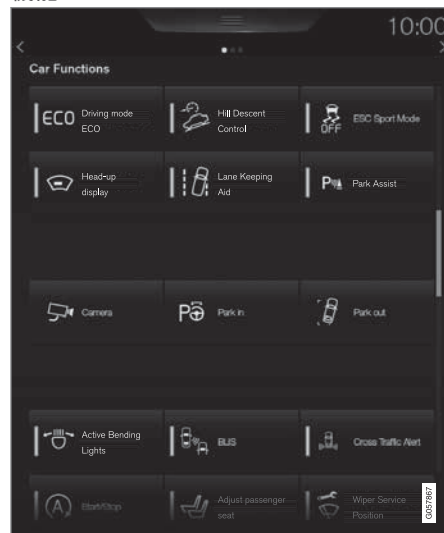 10:00
Car Functions
ECO Driving mode
ECO
Hill Descent
Control
OFF ESC Sport Mode
Head-up
display
Lane Keeping
Aid
P Park Assist
Camera
P Park in
Park out
Active Bending
Lights
BLIS
Cross Traffic Alert
A Start/Stop
Adjust passenger
seat
Wiper Service
Position
G057867